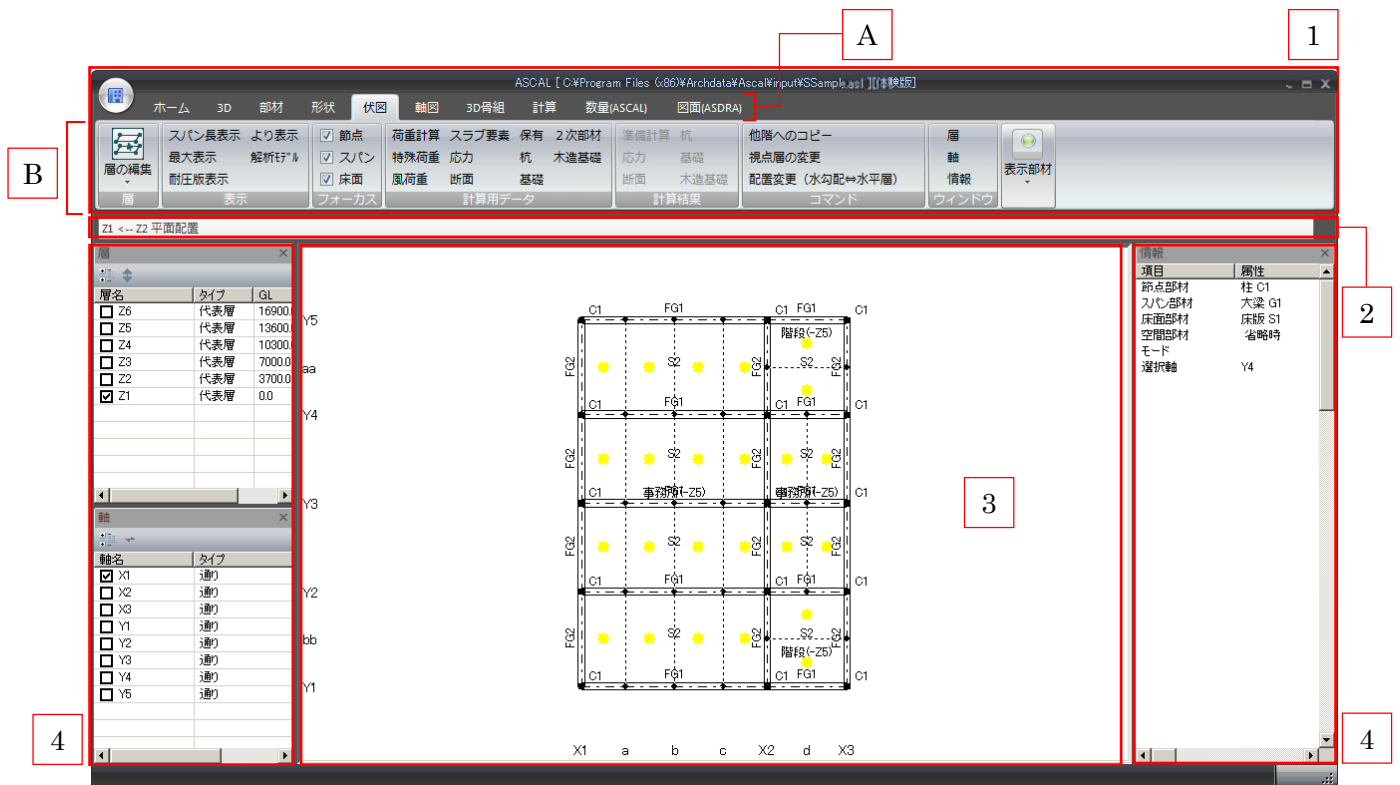 A
1
ASCAL [ C:¥Program Files (x86)¥Archdata¥Ascal¥input¥SSample.asl ][体験版]
ホーム 3D 部材 形状 伏図 軸図 3D骨組 計算 数量(ASCAL) 図面(ASDRA)
B
層の編集
スパン長表示 より表示
最大表示 解析ﾓﾃﾞﾙ
耐圧版表示
節点
スパン
床面
荷重計算 スラブ要素 保有 2次部材
特殊荷重 応力 杭 木造基礎
風荷重 断面 基礎
準備計算 杭
応力 基礎
断面 木造基礎
他階へのコピー
視点層の変更
配置変更（水勾配⇔水平層）
層
軸
情報
表示部材
層 表示 フォーカス 計算用データ 計算結果 コマンド ウィンドウ
Z1 <-- Z2 平面配置
2
層
層名 タイプ GL
Z6 代表層 16900.
Z5 代表層 13600.
Z4 代表層 10300.
Z3 代表層 7000.0
Z2 代表層 3700.0
Z1 代表層 0.0
軸
軸名 タイプ
X1 通り
X2 通り
X3 通り
Y1 通り
Y2 通り
Y3 通り
Y4 通り
Y5 通り
4
C1 FG1 C1 FG1 C1
Y5
階段(-Z5)
FG2 S2 FG2 S2 FG2
aa
C1 FG1 C1 FG1 C1
Y4
FG2 S2 FG2 S2 FG2
C1 事務所(-Z5) FG1 C1 事務所(-Z5) FG1 C1
Y3
FG2 S2 FG2 S2 FG2
C1 FG1 C1 FG1 C1
Y2
FG2 S2 FG2 S2 FG2
bb
階段(-Z5)
C1 FG1 C1 FG1 C1
Y1
X1 a b c X2 d X3
3
情報
項目 属性
節点部材 柱 C1
スパン部材 大梁 G1
床面部材 床版 S1
空間部材 省略時
モード
選択軸 Y4
4